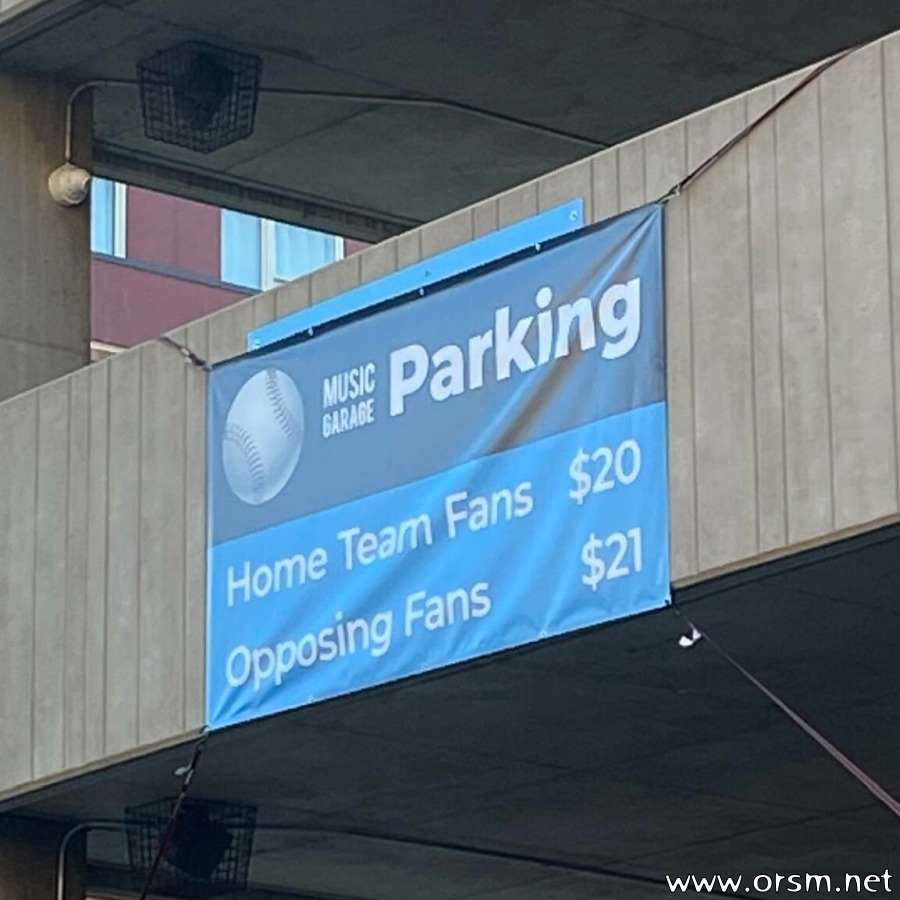 MUSIC
GARAGE
Parking
Home Team Fans $20
Opposing Fans $21
www.orsm.net